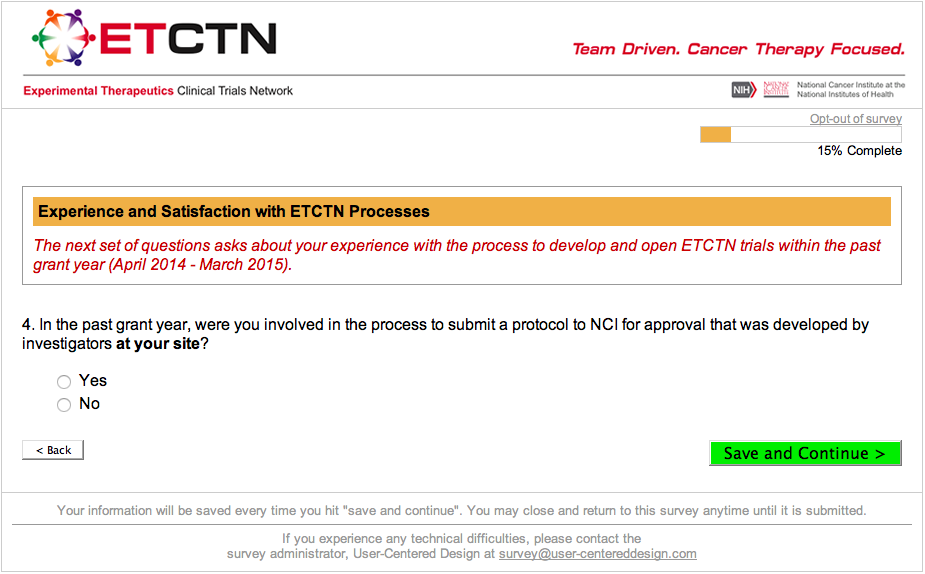 ETCTN
Team Driven. Cancer Therapy Focused.
Experimental Therapeutics Clinical Trials Network
NIH
NATIONAL
CANCER
INSTITUTE
National Cancer Institute at the
National Institutes of Health
Opt-out of survey
15% Complete
Experience and Satisfaction with ETCTN Processes
The next set of questions asks about your experience with the process to develop and open ETCTN trials within the past
grant year (April 2014 - March 2015).
4. In the past grant year, were you involved in the process to submit a protocol to NCI for approval that was developed by
investigators at your site?
Yes
No
< Back
Save and Continue >
Your information will be saved every time you hit "save and continue". You may close and return to this survey anytime until it is submitted.
If you experience any technical difficulties, please contact the
survey administrator, User-Centered Design at survey@user-centereddesign.com